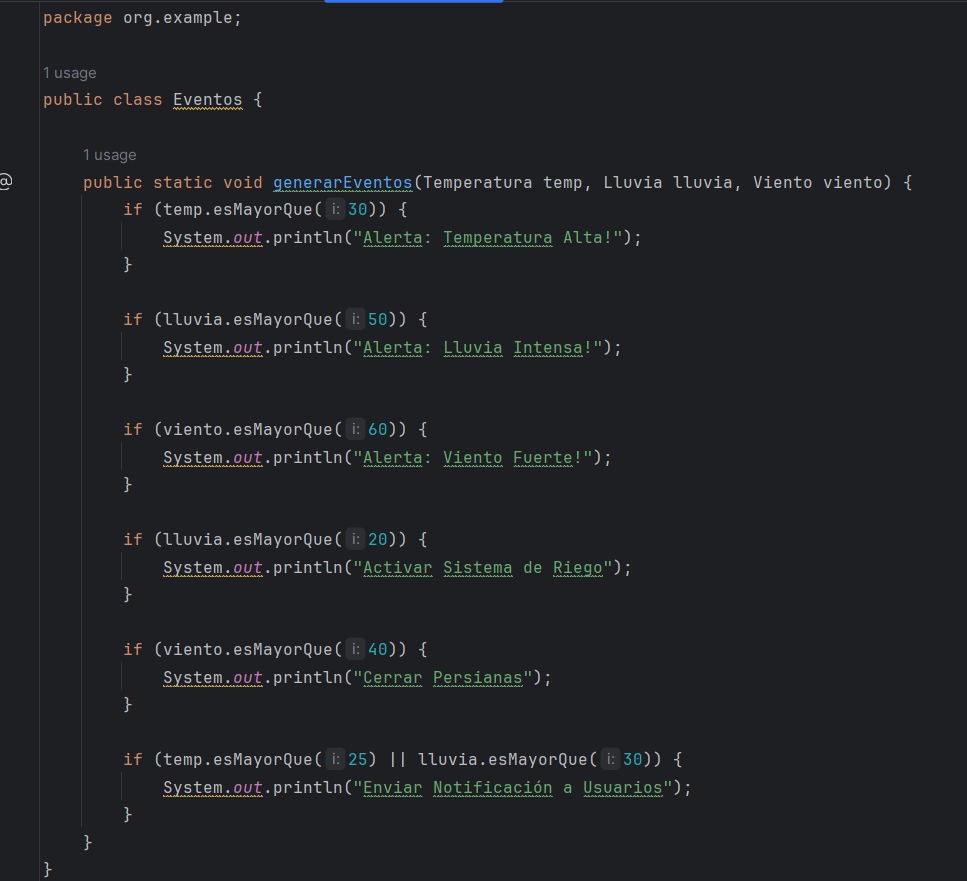 package org.example;
1 usage
public class Eventos {
1 usage
@
public static void generarEventos(Temperatura temp, Lluvia lluvia, Viento viento) {
if (temp.esMayorQue( i: 30)) {
System.out.println("Alerta: Temperatura Alta!");
}
if (lluvia.esMayorQue( i: 50)) {
System.out.println("Alerta: Lluvia Intensa!");
}
if (viento.esMayorQue( i: 60)) {
System.out.println("Alerta: Viento Fuerte!");
}
if (lluvia.esMayorQue( i: 20)) {
System.out.println("Activar Sistema de Riego");
}
if (viento.esMayorQue( i: 40)) {
System.out.println("Cerrar Persianas");
}
if (temp.esMayorQue( i: 25) || lluvia.esMayorQue( i: 30)) {
System.out.println("Enviar Notificación a Usuarios");
}
}
}